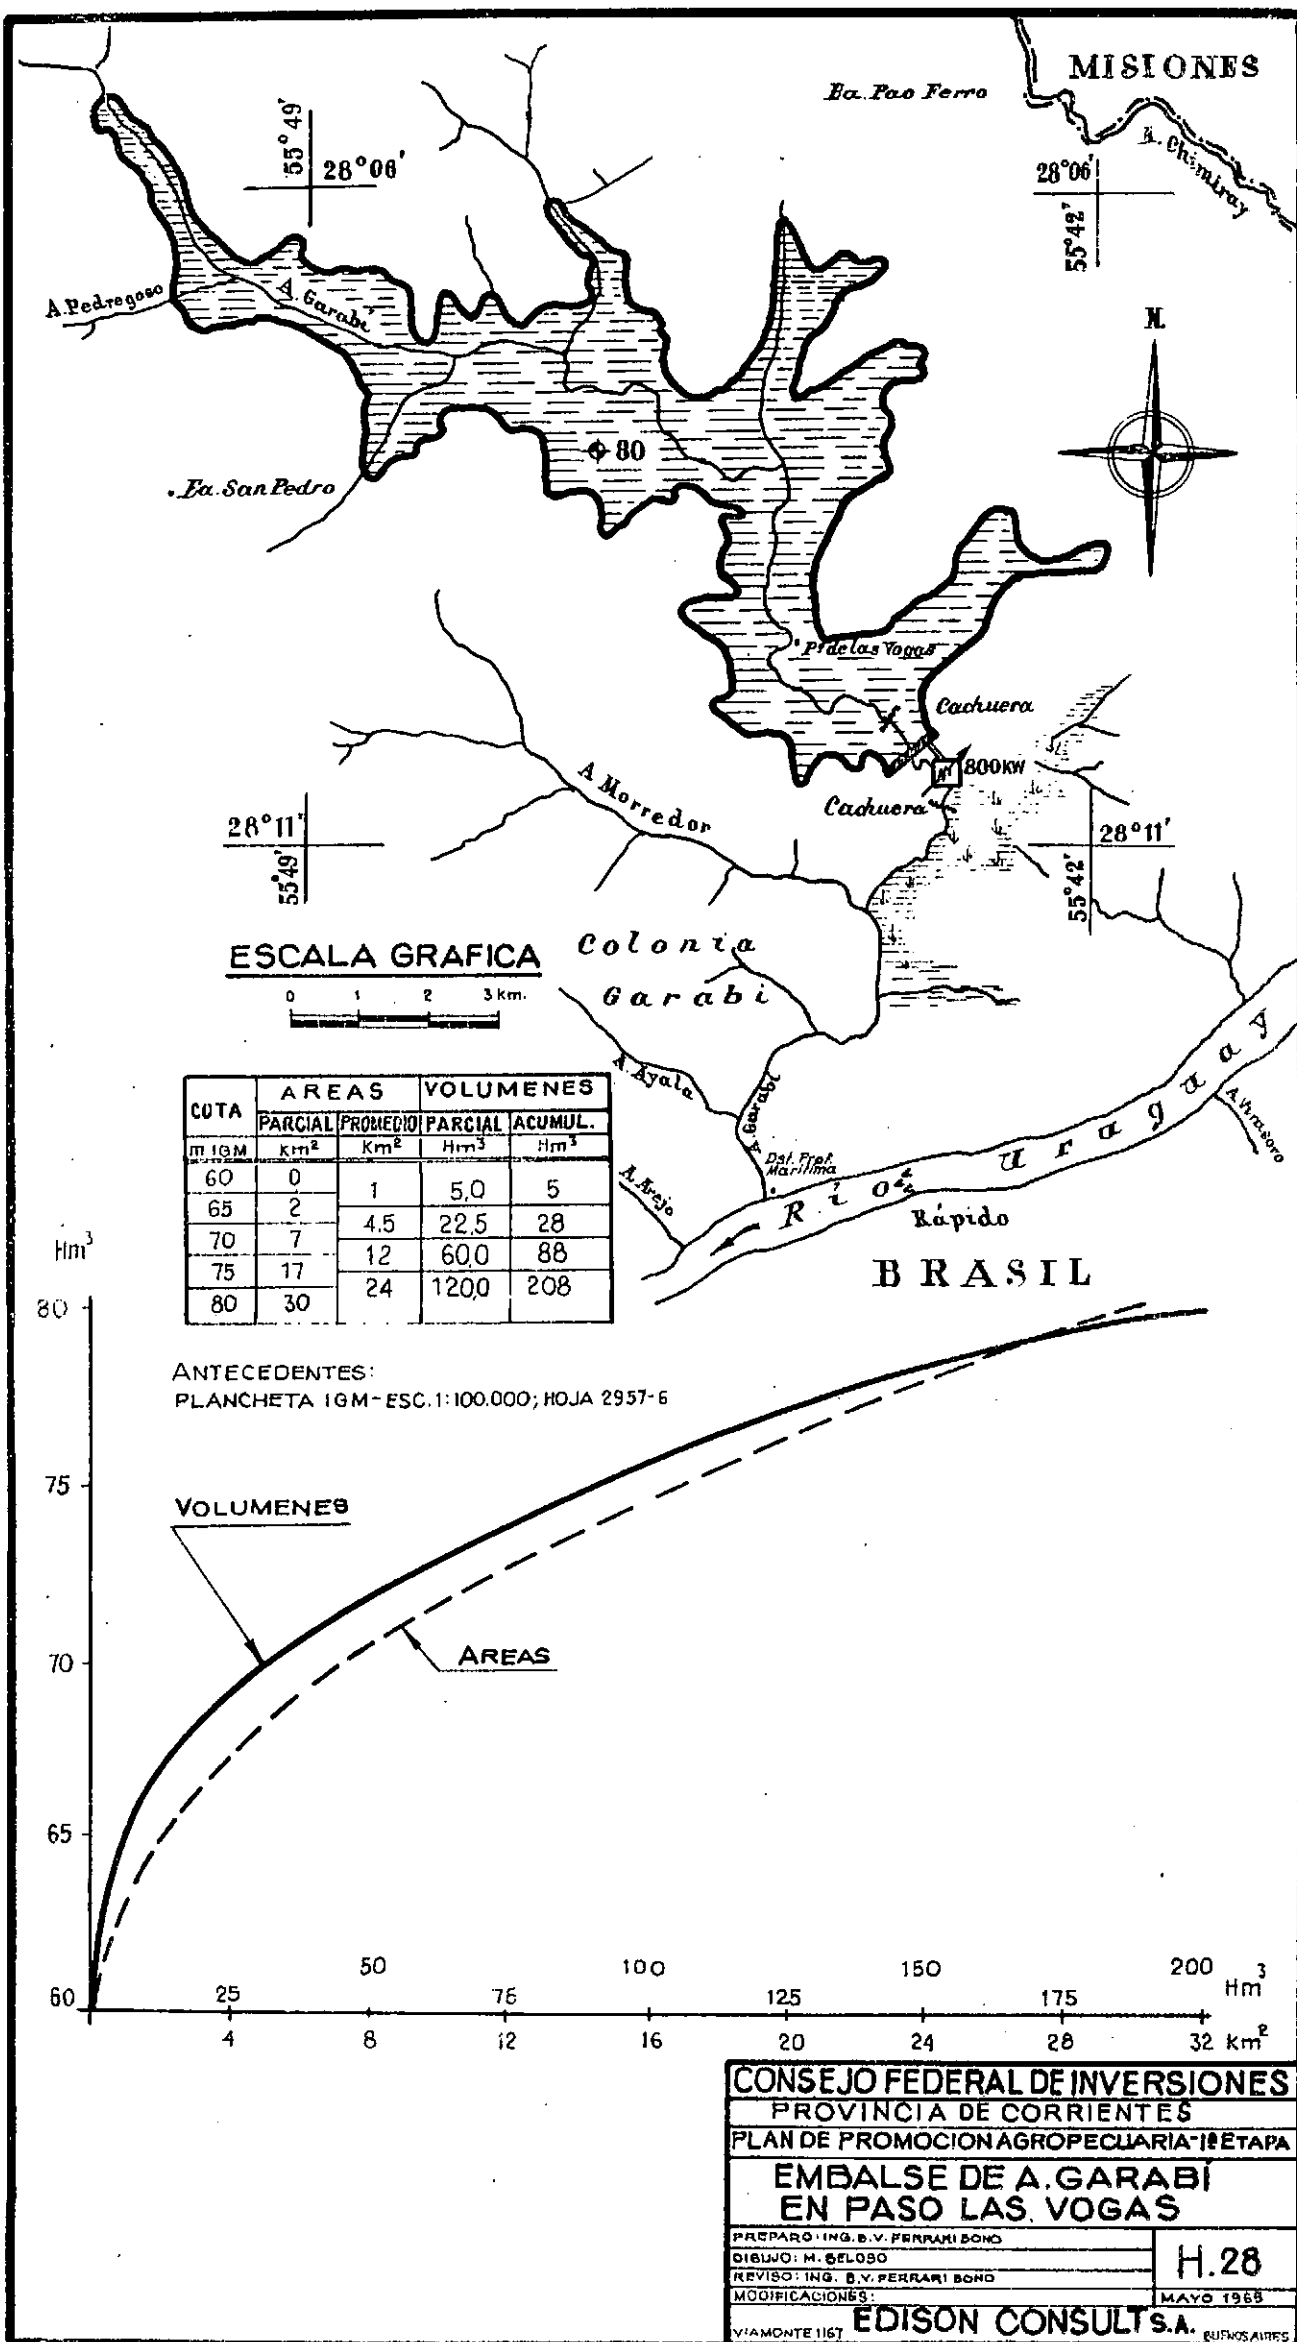 MISIONES
Ea. Pao Ferro
A. Chimiray
55°49'
28°06'
28°06'
55°42'
A. Pedregoso
A. Garabí
N.
80
Ea. San Pedro
Pº de las Vogas
Cachuera
800KW
Cachuera
A Morredor
28°11'
55°49'
28°11'
55°42'
ESCALA GRAFICA
0 1 2 3 km.
Colonia
Garabi
A. Ayala
A. Garabí
Dst. Pref.
Marítima
Río Uruguay
A. Virasoro
Rápido
BRASIL
COTA AREAS VOLUMENES
PARCIAL PROMEDIO PARCIAL ACUMUL.
m IGM Km² Km² Hm³ Hm³
60 0
1 5,0 5
65 2
4.5 22,5 28
70 7
12 60,0 88
75 17
24 120,0 208
80 30
ANTECEDENTES:
PLANCHETA IGM-ESC. 1:100.000; HOJA 2957-6
Hm³
80
75
VOLUMENES
70
AREAS
65
60
50 100 150 200
25 75 125 175 Hm³
4 8 12 16 20 24 28 32 Km²
CONSEJO FEDERAL DE INVERSIONES
PROVINCIA DE CORRIENTES
PLAN DE PROMOCION AGROPECUARIA-1ª ETAPA
EMBALSE DE A. GARABÍ
EN PASO LAS VOGAS
PREPARO: ING. B.V. FERRARI BONO
DIBUJO: M. BELOSO
REVISO: ING. B.V. FERRARI BONO
H.28
MODIFICACIONES:
MAYO 1965
VIAMONTE 1167 EDISON CONSULT S.A. BUENOS AIRES